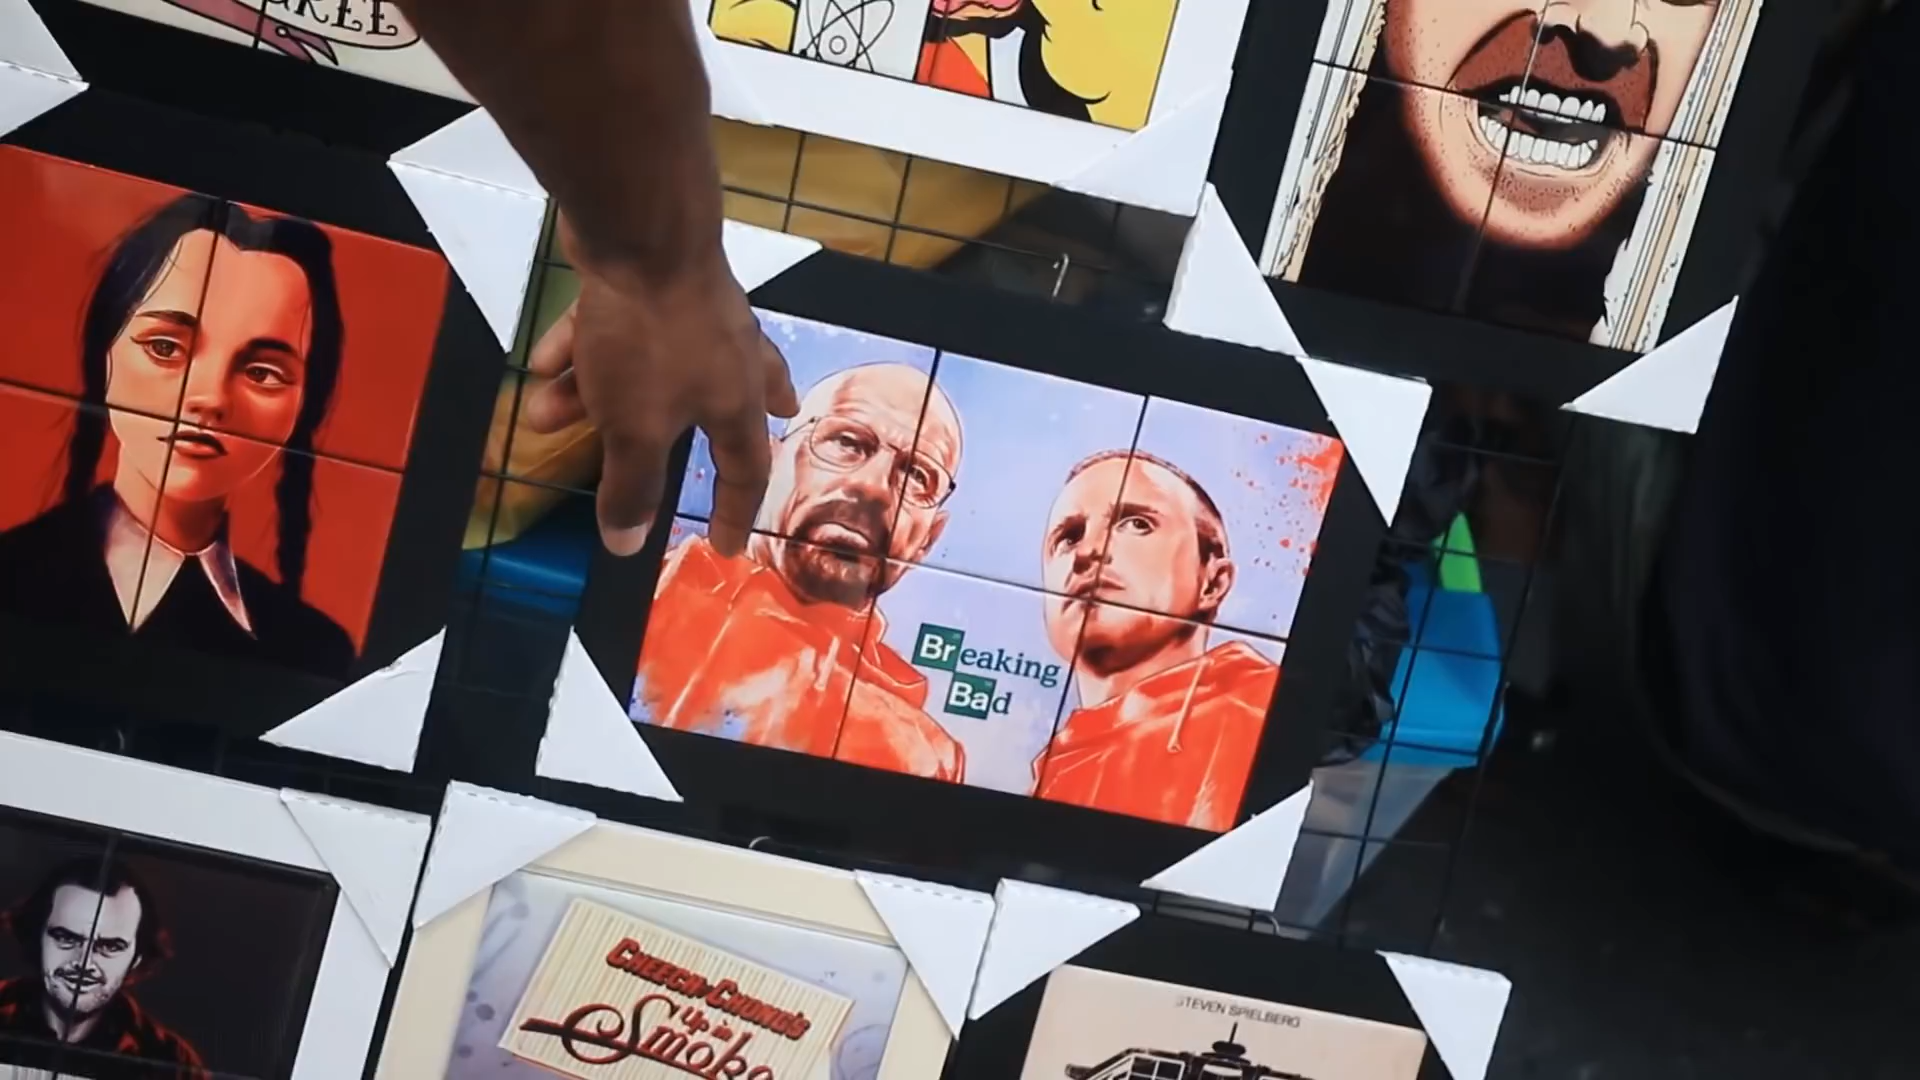 Breaking
Bad
CHEECH & CHONG'S
Up in
Smoke
STEVEN SPIELBERG